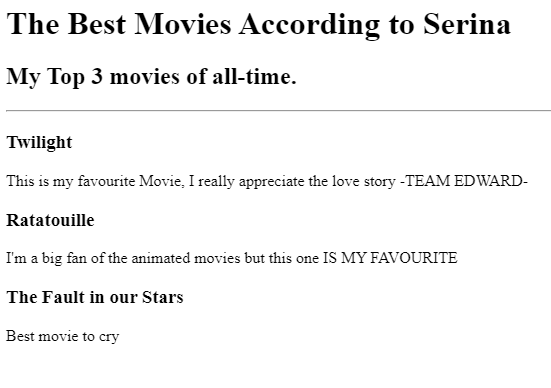 The Best Movies According to Serina
My Top 3 movies of all-time.
Twilight
This is my favourite Movie, I really appreciate the love story -TEAM EDWARD-
Ratatouille
I'm a big fan of the animated movies but this one IS MY FAVOURITE
The Fault in our Stars
Best movie to cry